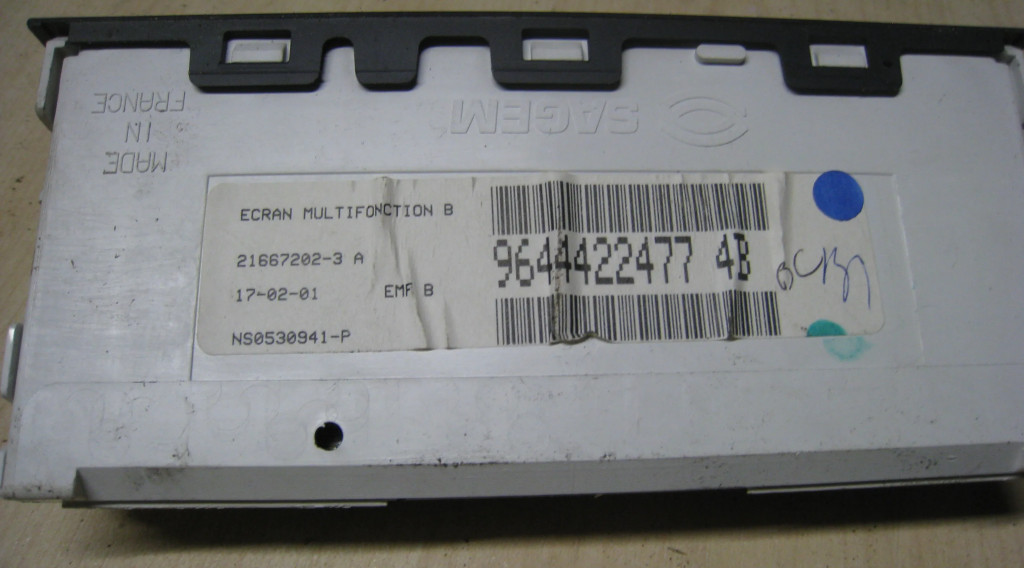 MADE
IN
FRANCE
SAGEM
ECRAN MULTIFONCTION B
21667202-3 A
17-02-01 EMF B
NS0530941-P
9644422477 4B